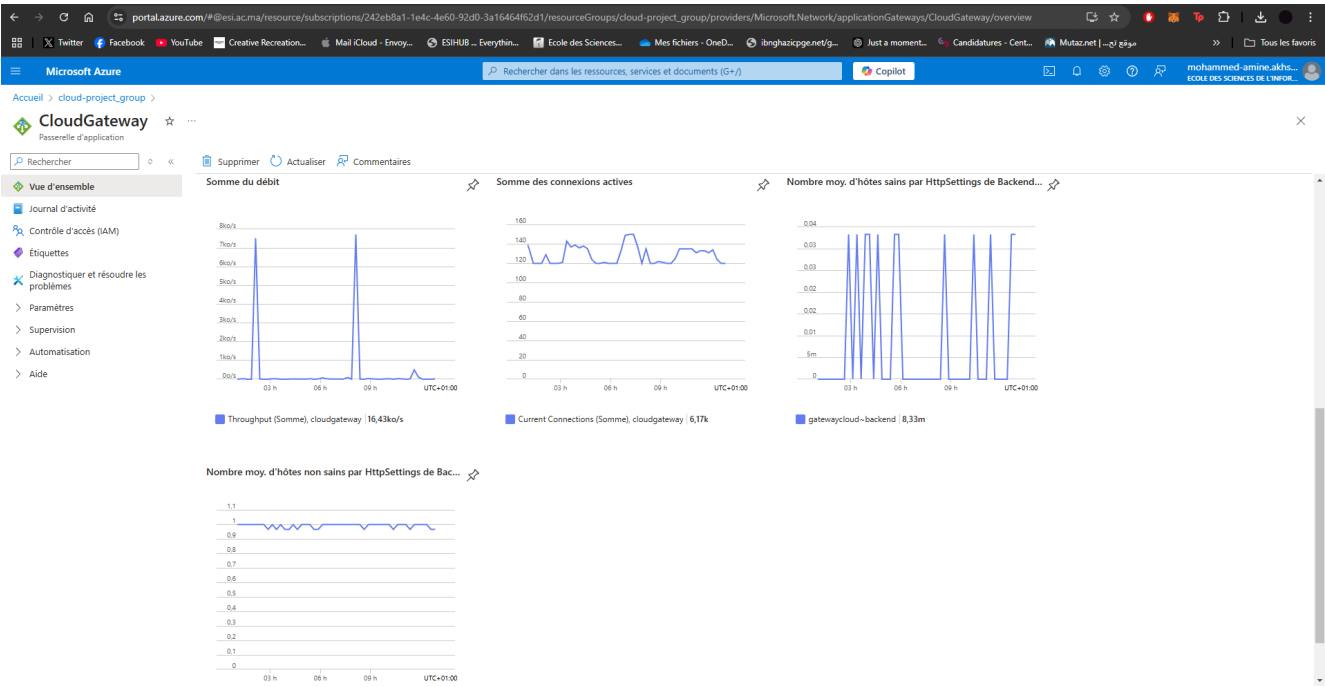 portal.azure.com/#@esi.ac.ma/resource/subscriptions/242eb8a1-1e4c-4e60-92d0-3a16464f62d1/resourceGroups/cloud-project_group/providers/Microsoft.Network/applicationGateways/CloudGateway/overview
X Twitter Facebook YouTube Creative Recreation... Mail iCloud - Envoy... ESIHUB ... Everythin... Ecole des Sciences... Mes fichiers - OneD... ibnghazicpge.net/g... Just a moment... Candidatures - Cent... Mutaz.net | موقع تح... » Tous les favoris
Microsoft Azure Rechercher dans les ressources, services et documents (G+/) Copilot mohammed-amine.akhs...
ECOLE DES SCIENCES DE L'INFOR...
Accueil > cloud-project_group >
CloudGateway ☆ ...
Passerelle d'application
Rechercher «
Supprimer Actualiser Commentaires
Vue d'ensemble
Journal d'activité
Contrôle d'accès (IAM)
Étiquettes
Diagnostiquer et résoudre les
problèmes
Paramètres
Supervision
Automatisation
Aide
Somme du débit
8ko/s
7ko/s
6ko/s
5ko/s
4ko/s
3ko/s
2ko/s
1ko/s
0o/s
03 h 06 h 09 h UTC+01:00
Throughput (Somme), cloudgateway | 16,43ko/s
Somme des connexions actives
160
140
120
100
80
60
40
20
0
03 h 06 h 09 h UTC+01:00
Current Connections (Somme), cloudgateway | 6,17k
Nombre moy. d'hôtes sains par HttpSettings de Backend...
0,04
0,03
0,03
0,02
0,02
0,01
5m
0
03 h 06 h 09 h UTC+01:00
gatewaycloud~backend | 8,33m
Nombre moy. d'hôtes non sains par HttpSettings de Bac...
1,1
1
0,9
0,8
0,7
0,6
0,5
0,4
0,3
0,2
0,1
0
03 h 06 h 09 h UTC+01:00